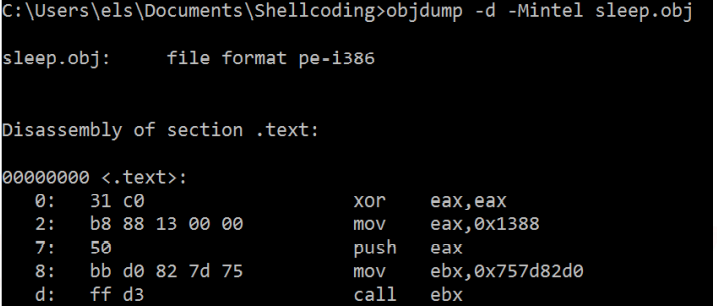 C:\Users\els\Documents\Shellcoding>objdump -d -Mintel sleep.obj
sleep.obj:     file format pe-i386
Disassembly of section .text:
00000000 <.text>:
   0:   31 c0                   xor    eax,eax
   2:   b8 88 13 00 00          mov    eax,0x1388
   7:   50                      push   eax
   8:   bb d0 82 7d 75          mov    ebx,0x757d82d0
   d:   ff d3                   call   ebx